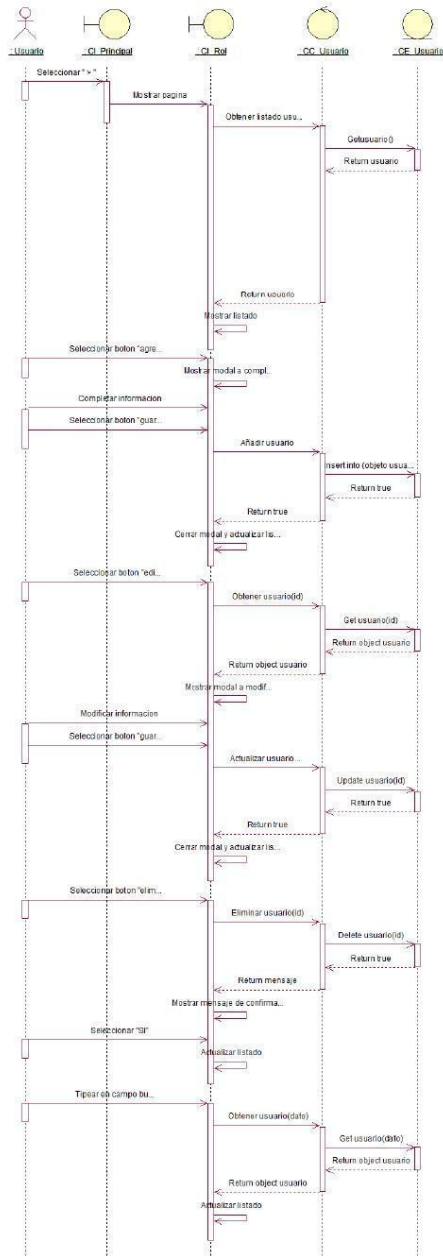 : Usuario
: CI_Principal
: CI_Rol
: CC_Usuario
: CE_Usuario
Seleccionar " > "
Mostrar pagina
Obtener listado usu...
Getusuario()
Return usuario
Return usuario
Mostrar listado
Seleccionar boton "agre...
Mostrar modal a compl...
Completar informacion
Seleccionar boton "guar...
Añadir usuario
Insert into (objeto usua...
Return true
Return true
Cerrar modal y actualizar lis...
Seleccionar boton "edi...
Obtener usuario(id)
Get usuario(id)
Return object usuario
Return object usuario
Mostrar modal a modif...
Modificar informacion
Seleccionar boton "guar...
Actualizar usuario...
Update usuario(id)
Return true
Return true
Cerrar modal y actualizar lis...
Seleccionar boton "elim...
Eliminar usuario(id)
Delete usuario(id)
Return true
Return mensaje
Mostrar mensaje de confirma...
Seleccionar "Si"
Actualizar listado
Tipear en campo bu...
Obtener usuario(dato)
Get usuario(dato)
Return object usuario
Return object usuario
Actualizar listado